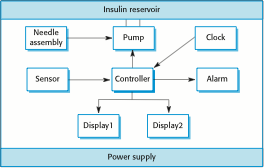 Insulin reservoir
Needle
assembly
Pump
Clock
Sensor
Controller
Alarm
Display1
Display2
Power supply